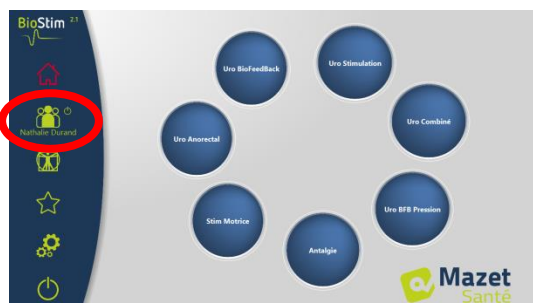 BioStim 2.1
Uro BioFeedBack
Uro Stimulation
Nathalie Durand
Uro Anorectal
Uro Combiné
Stim Motrice
Uro BFB Pression
Antalgie
Mazet
Santé